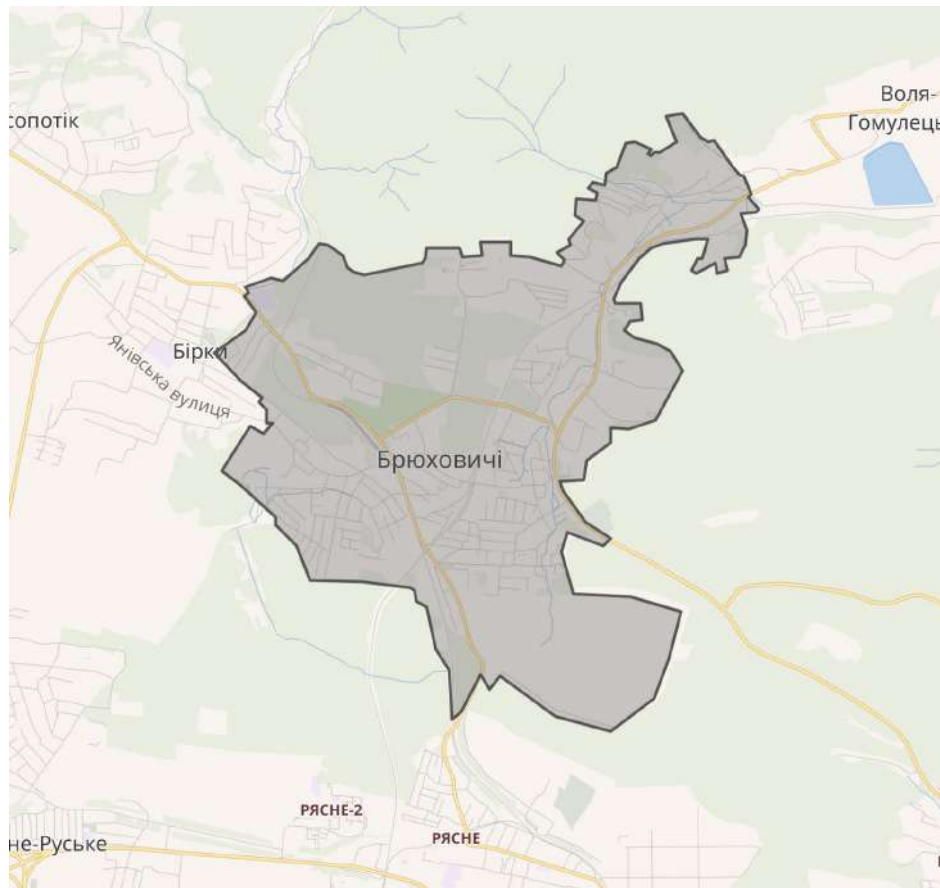 Воля-
Гомулець
сопотік
Бірки
Янівська вулиця
Брюховичі
РЯСНЕ-2
РЯСНЕ
не-Руське